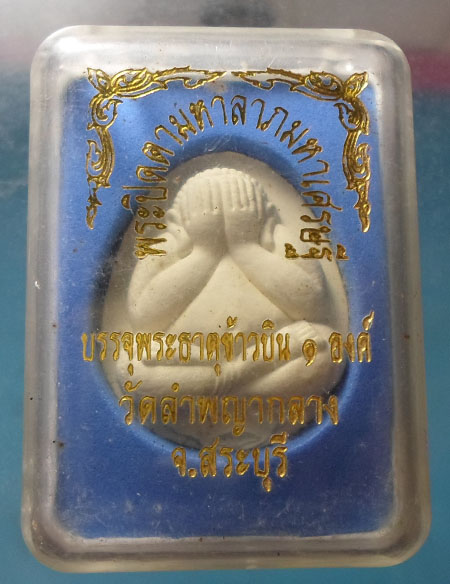 พระปิดตามหาลาภมหาเศรษฐี
บรรจุพระธาตุข้าวบิน ๑ องค์
วัดลำพญากลาง
จ.สระบุรี